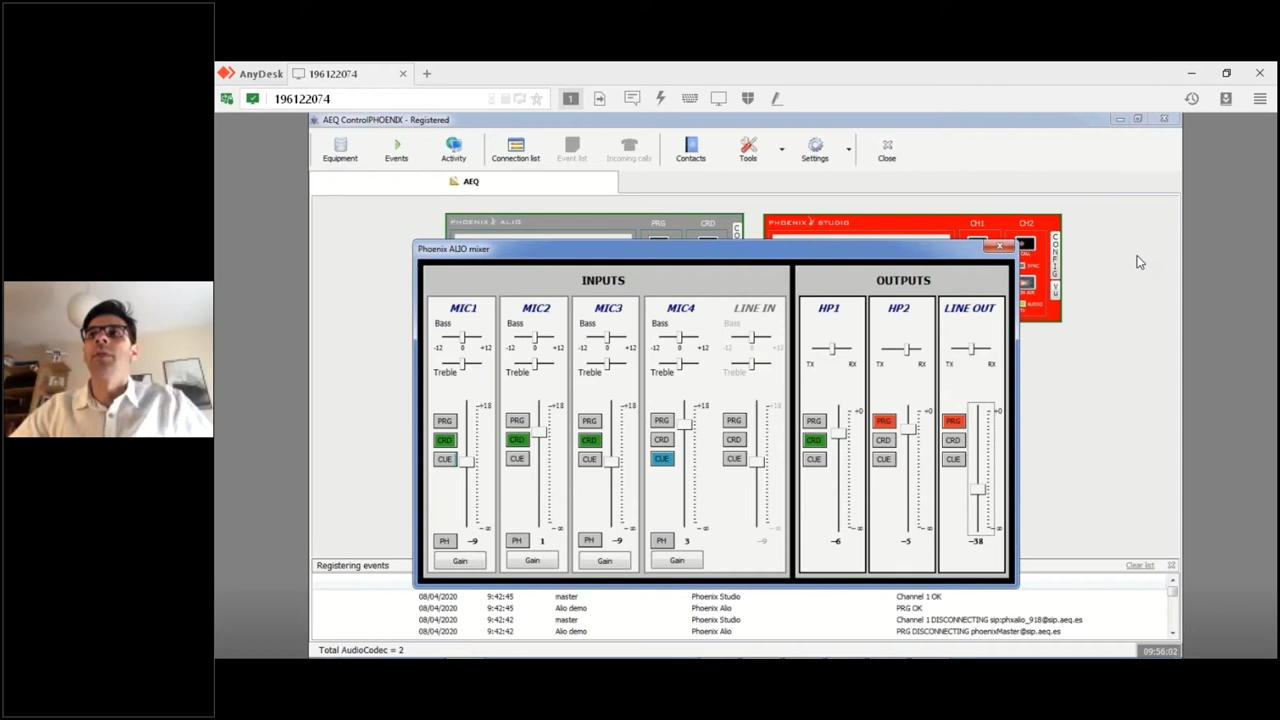 AnyDesk 196122074
196122074 1
AEQ ControlPHOENIX - Registered
Equipment Events Activity Connection list Event list Incoming calls Contacts Tools Settings Close
AEQ
PHOENIX ALIO PRG CRD PHOENIX STUDIO CH1 CH2
CONFIG
Vu
Phoenix ALIO mixer
INPUTS OUTPUTS
MIC1 MIC2 MIC3 MIC4 LINE IN HP1 HP2 LINE OUT
Bass Bass Bass Bass Bass
-12 0 +12 -12 0 +12 -12 0 +12 -12 0 +12 -12 0 +12
TX RX TX RX TX RX
Treble Treble Treble Treble Treble
+18 +18 +18 +18 +18 +0 +0 +0
PRG PRG PRG PRG PRG PRG PRG PRG
CRD CRD CRD CRD CRD CRD CRD CRD
CUE CUE CUE CUE CUE CUE CUE CUE
-∞ -∞ -∞ -∞ -∞ -∞ -∞ -∞
PH -9 PH 1 PH -9 PH 3 -9 -6 -5 -38
Gain Gain Gain Gain
Registering events Clear list
08/04/2020 9:42:45 master Phoenix Studio Channel 1 OK
08/04/2020 9:42:45 Alio demo Phoenix Alio PRG OK
08/04/2020 9:42:42 master Phoenix Studio Channel 1 DISCONNECTING sip:phxalio_918@sip.aeq.es
08/04/2020 9:42:42 Alio demo Phoenix Alio PRG DISCONNECTING phoenixMaster@sip.aeq.es
Total AudioCodec = 2 09:56:02